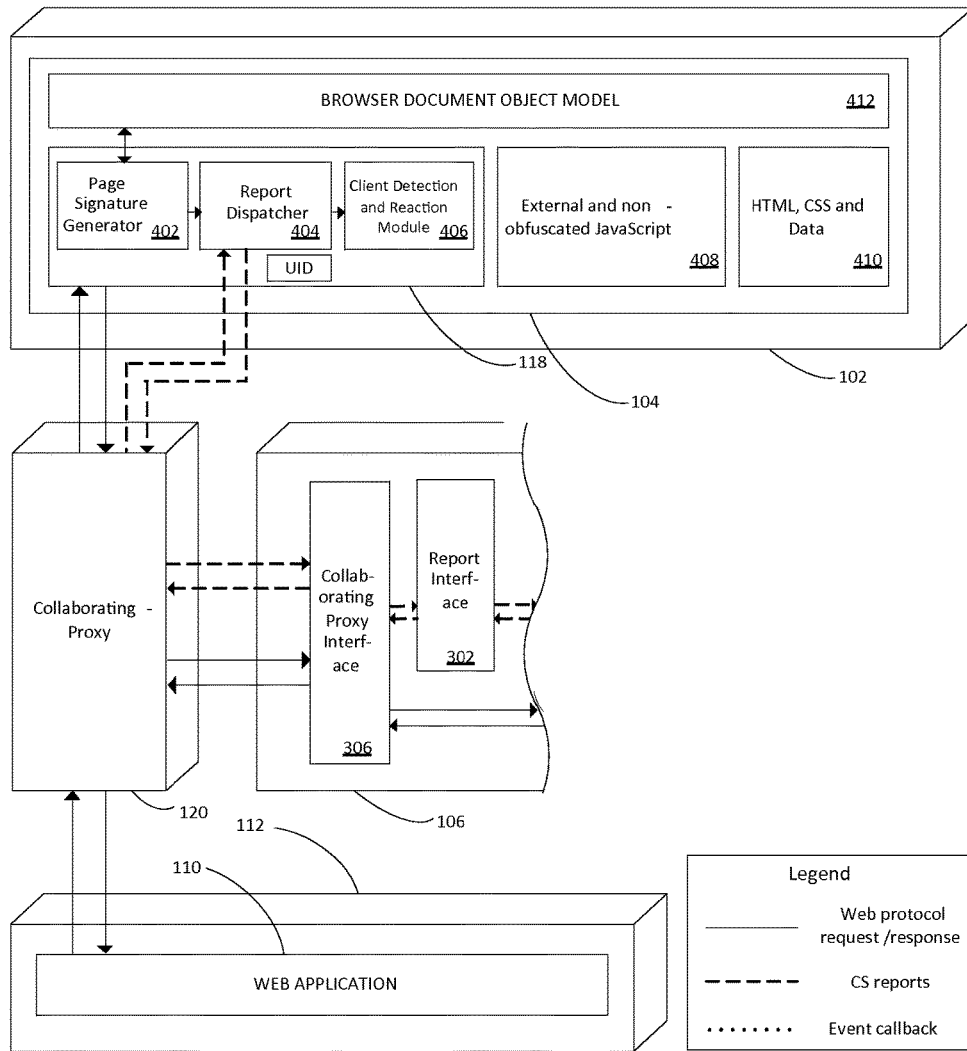 BROWSER DOCUMENT OBJECT MODEL
412
Page
Signature
Generator
402
Report
Dispatcher
404
Client Detection
and Reaction
Module
406
UID
External and non -
obfuscated JavaScript
408
HTML, CSS and
Data
410
118
104
102
Collaborating -
Proxy
Collab-
orating
Proxy
Interf-
ace
306
Report
Interf-
ace
302
120
106
112
110
WEB APPLICATION
Legend
Web protocol
request /response
CS reports
Event callback